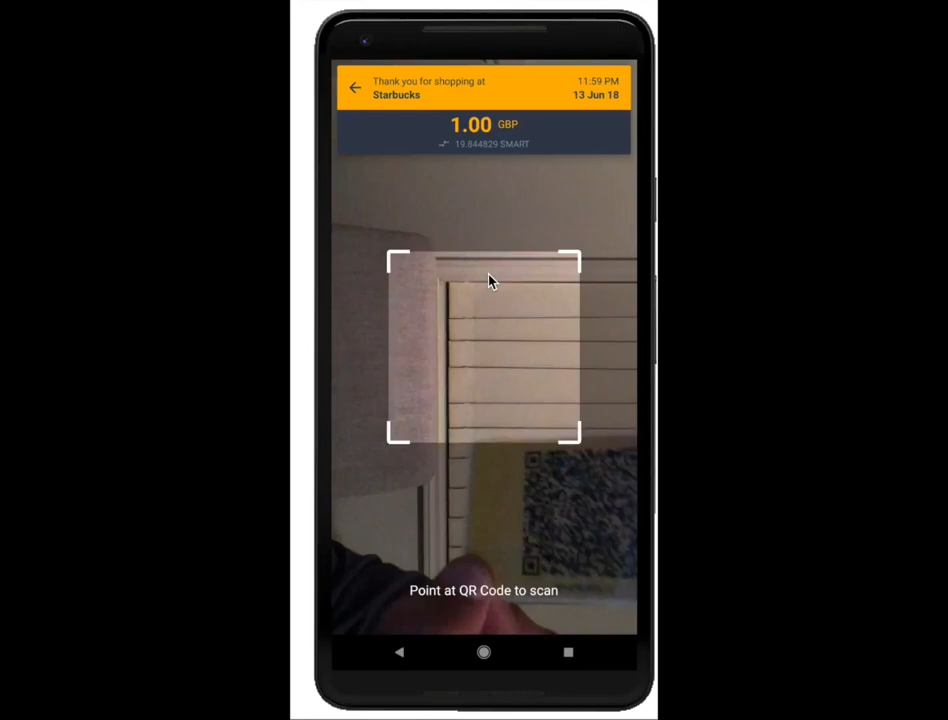 Thank you for shopping at
Starbucks
11:59 PM
13 Jun 18
1.00 GBP
19.844829 SMART
Point at QR Code to scan